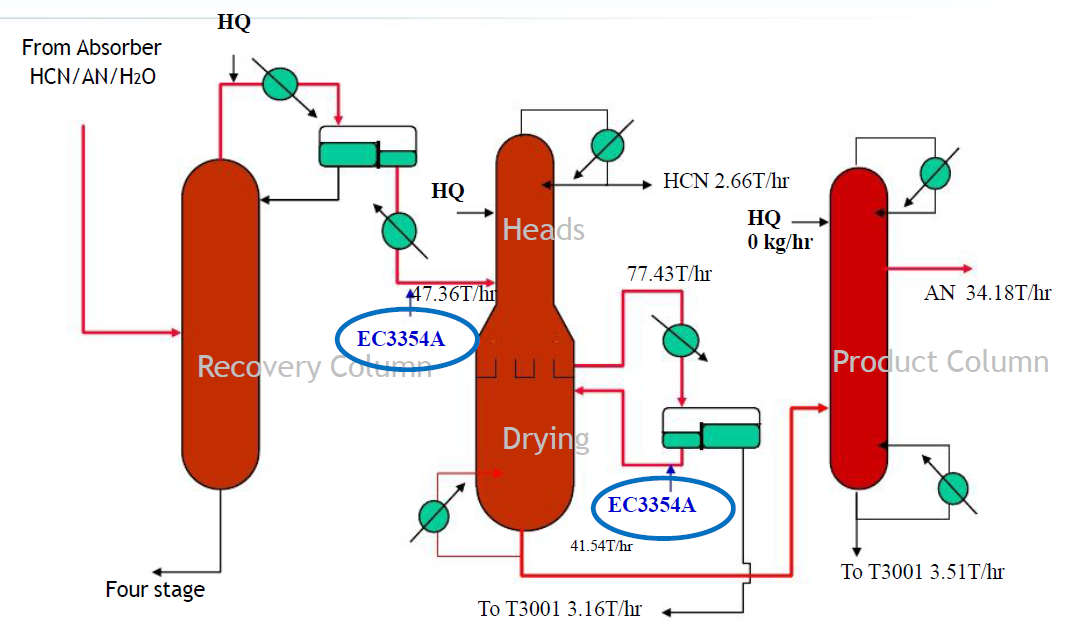 HQ
From Absorber
HCN/AN/H2O
HCN 2.66T/hr
HQ
HQ
0 kg/hr
Heads
77.43T/hr
47.36T/hr
AN 34.18T/hr
EC3354A
Recovery Column
Product Column
Drying
EC3354A
41.54T/hr
To T3001 3.51T/hr
Four stage
To T3001 3.16T/hr